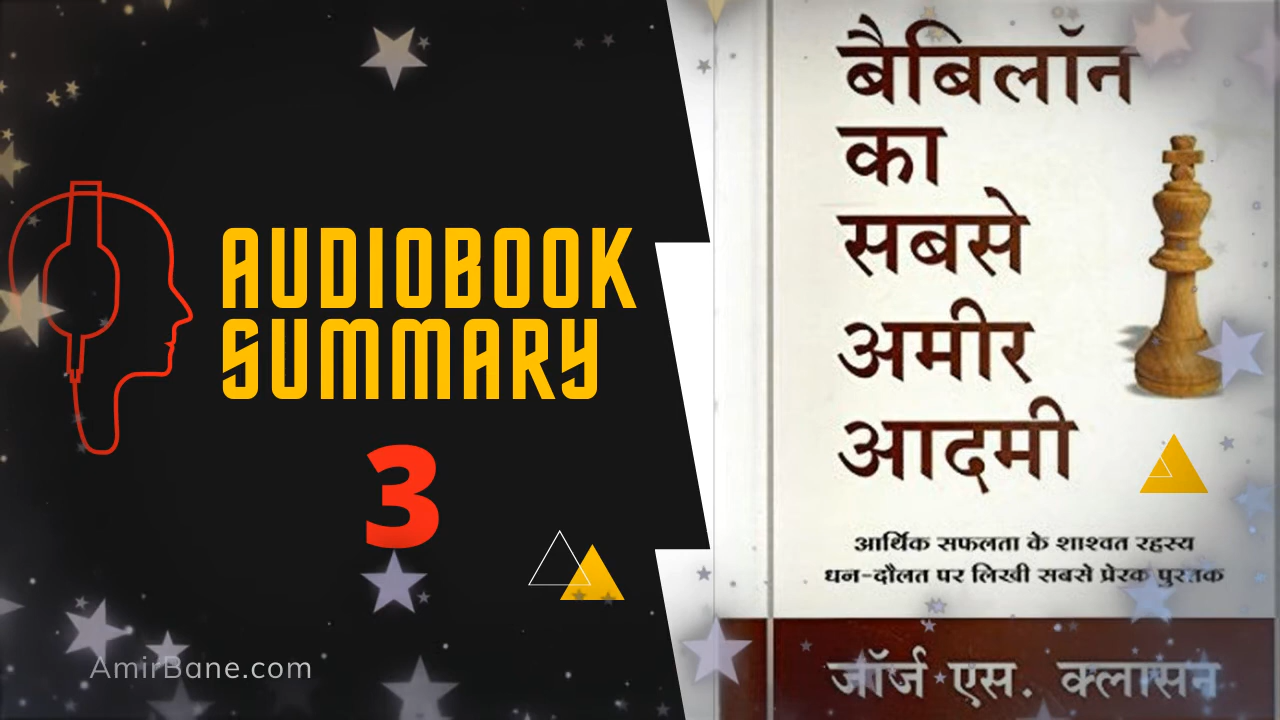 AUDIOBOOK
SUMMARY
3
AmirBane.com
बैबिलॉन
का
सबसे
अमीर
आदमी
आर्थिक सफलता के शाश्वत रहस्य
धन-दौलत पर लिखी सबसे प्रेरक पुस्तक
जॉर्ज एस. क्लासन